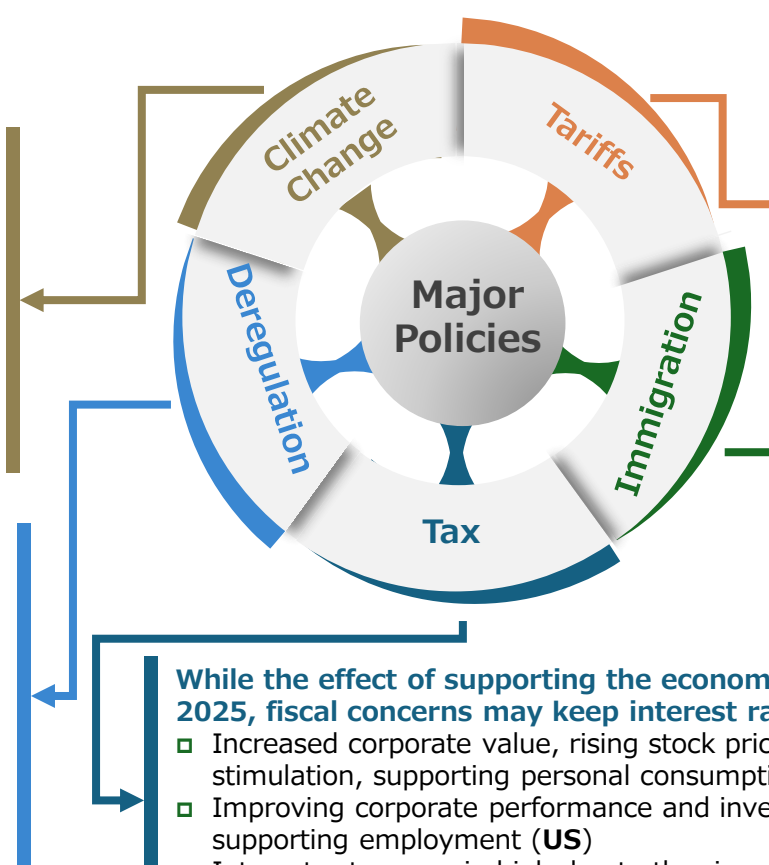 Climate
Change
Tariffs
Major
Policies
Deregulation
Immigration
Tax
While the effect of supporting the econom
2025, fiscal concerns may keep interest ra
Increased corporate value, rising stock pric
stimulation, supporting personal consumpti
Improving corporate performance and inve
supporting employment (US)